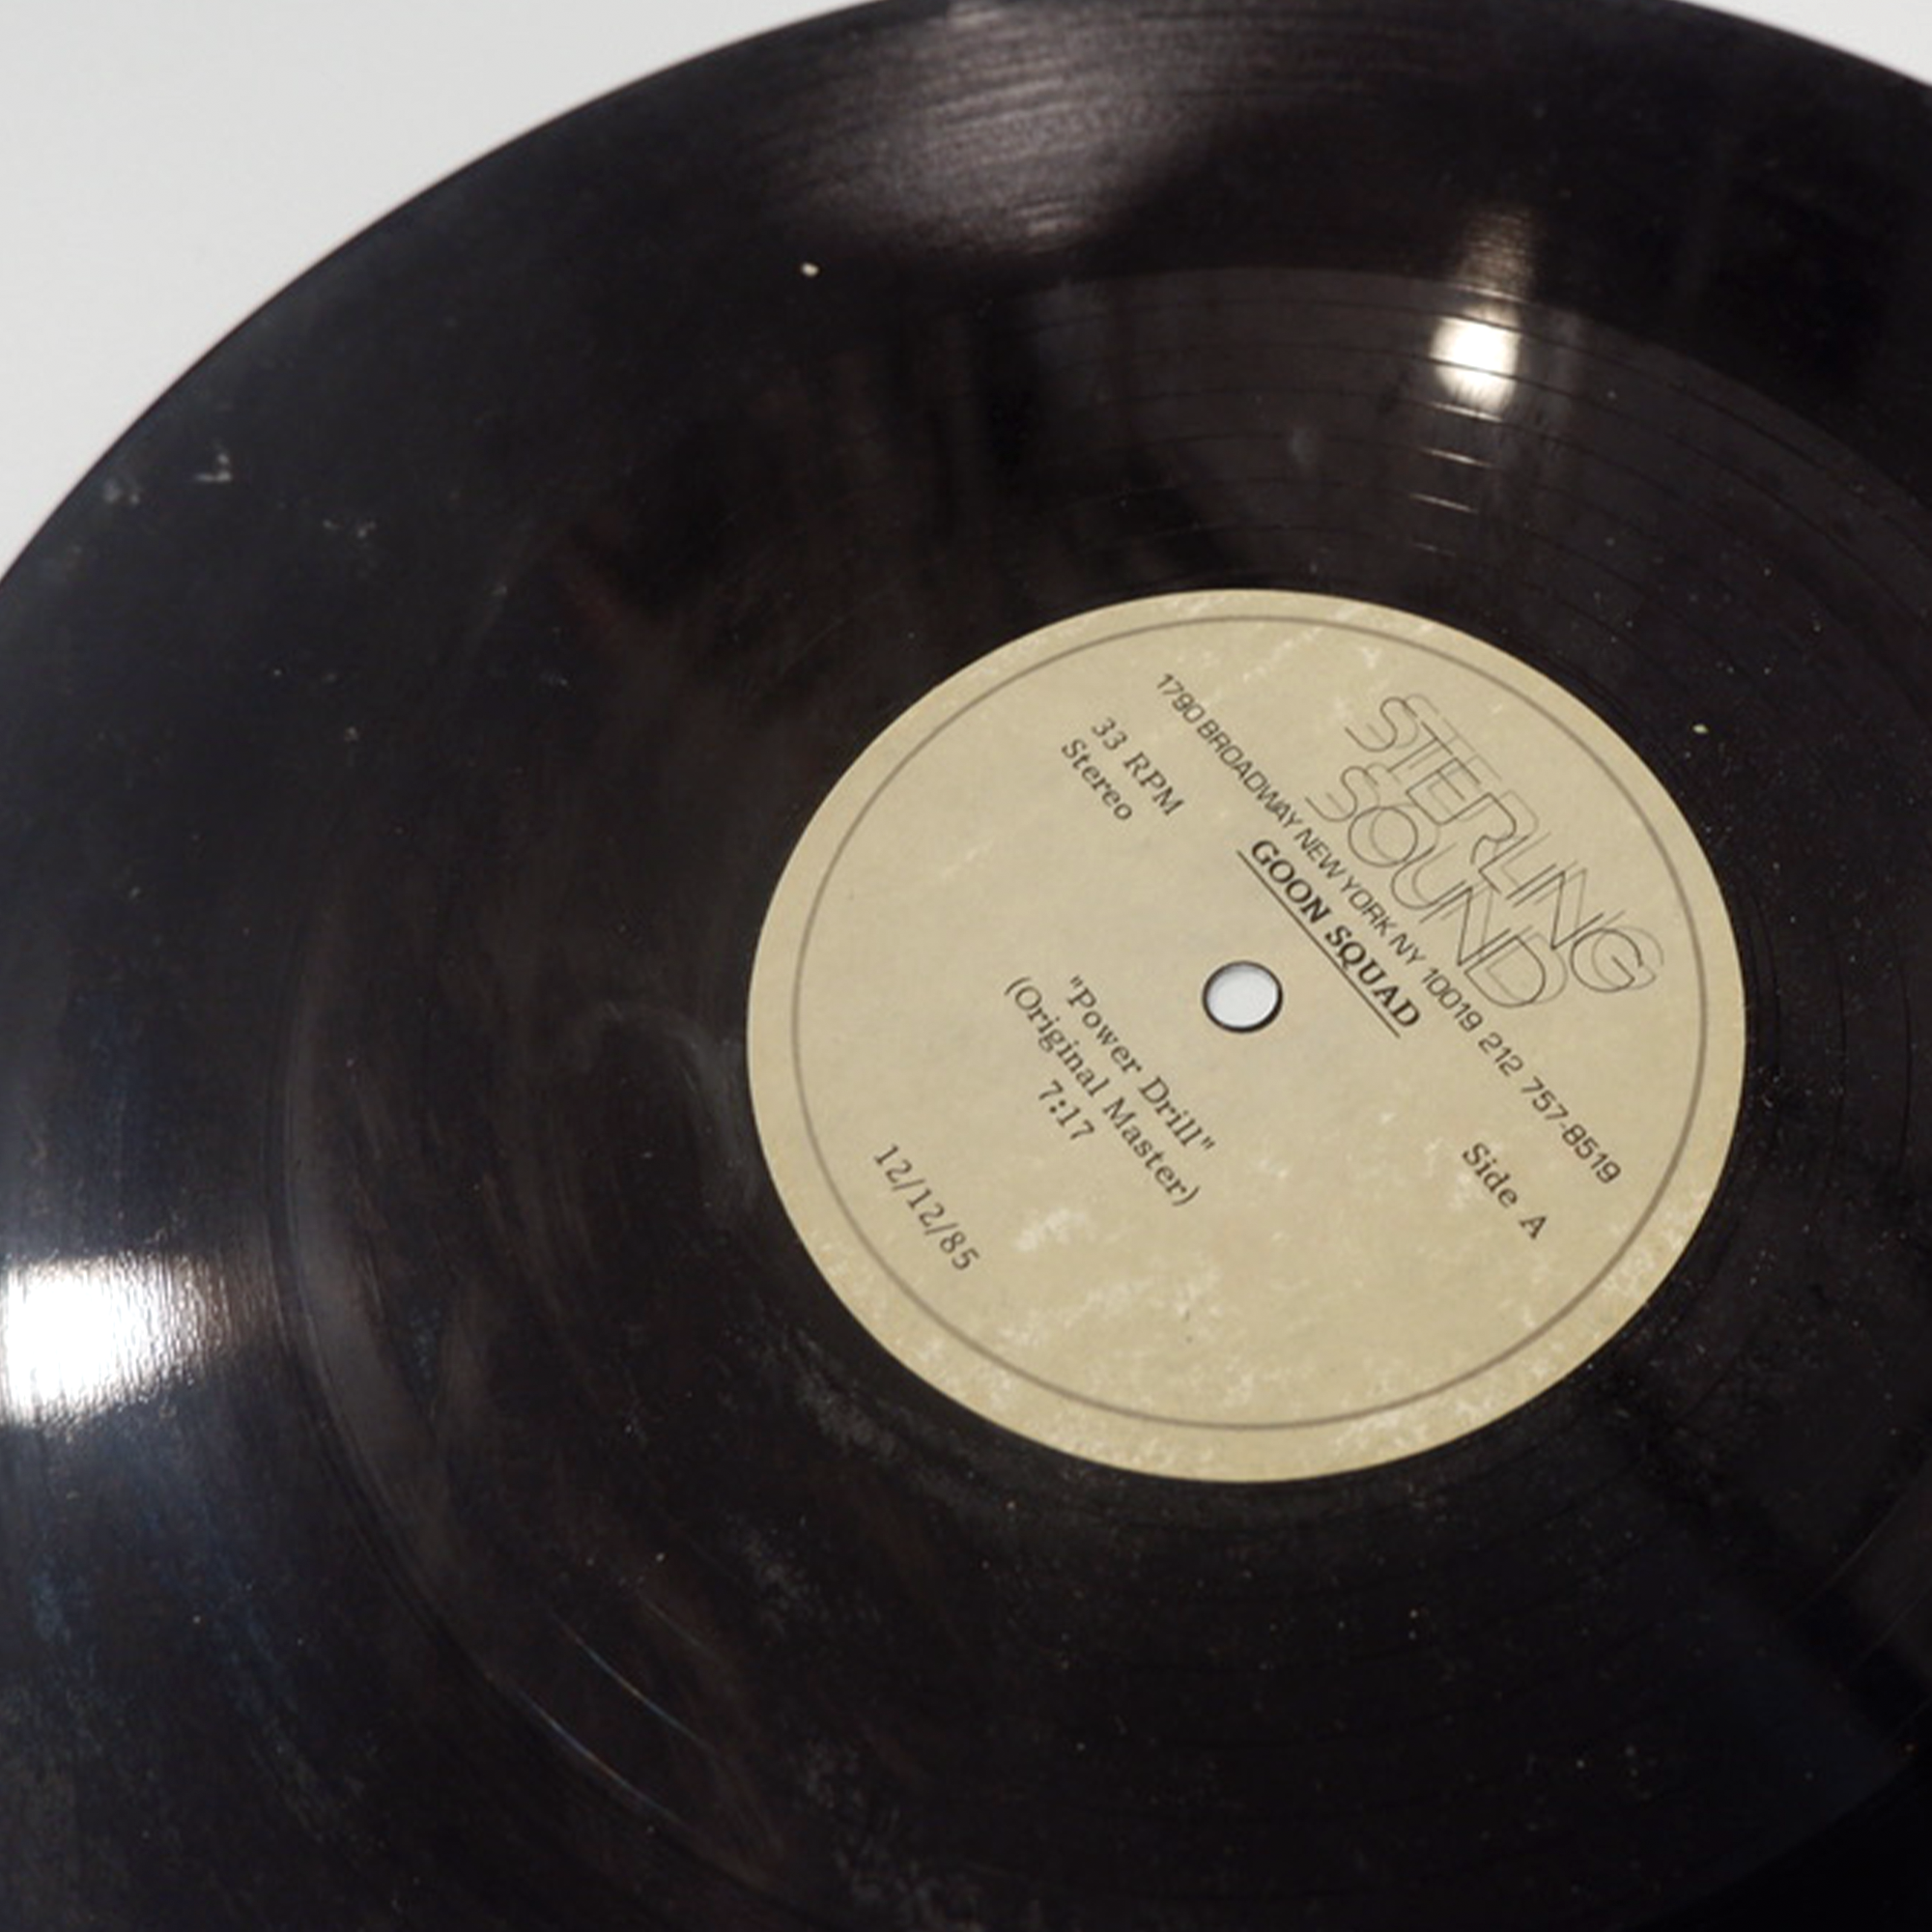 STERLING
SOUND
1790 BROADWAY NEW YORK NY 10019 212 757-8519
33 RPM
Stereo
GOON SQUAD
Side A
"Power Drill"
(Original Master)
7:17
12/12/85